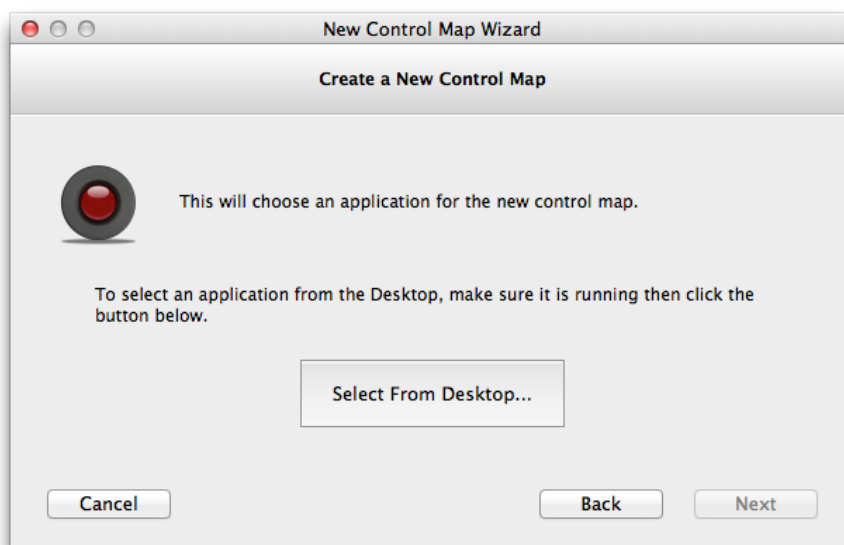 New Control Map Wizard
Create a New Control Map
This will choose an application for the new control map.
To select an application from the Desktop, make sure it is running then click the
button below.
Select From Desktop...
Cancel
Back
Next